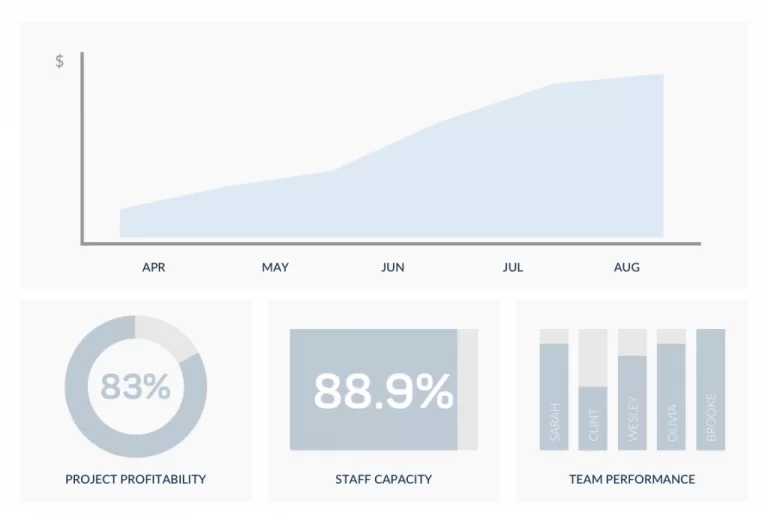 $
APR MAY JUN JUL AUG
83%
88.9%
SARAH
CLINT
WESLEY
OLIVIA
BROOKE
PROJECT PROFITABILITY
STAFF CAPACITY
TEAM PERFORMANCE